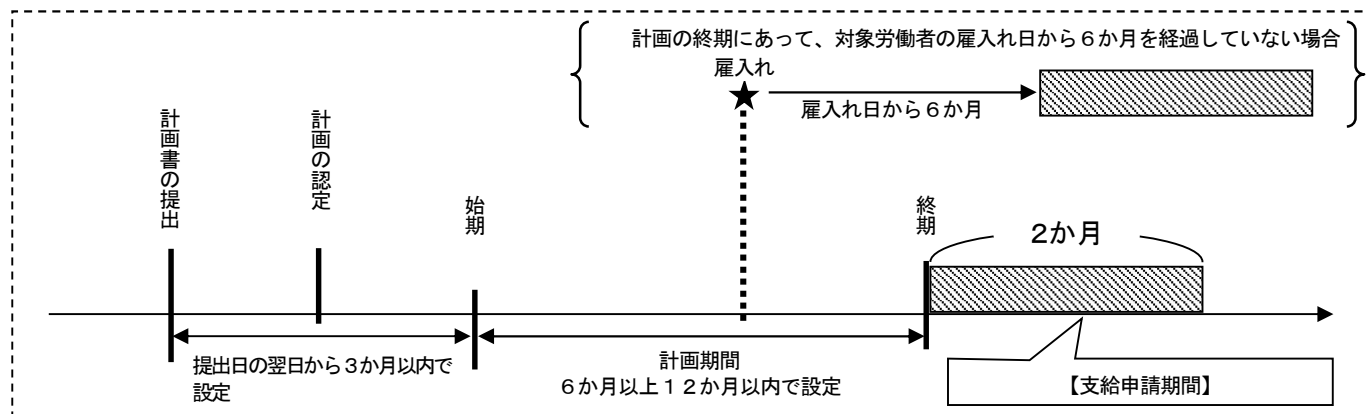 計画の終期にあって、対象労働者の雇入れ日から６か月を経過していない場合
雇入れ
雇入れ日から６か月
計画書の提出
計画の認定
始期
終期
２か月
提出日の翌日から３か月以内で
設定
計画期間
６か月以上１２か月以内で設定
【支給申請期間】